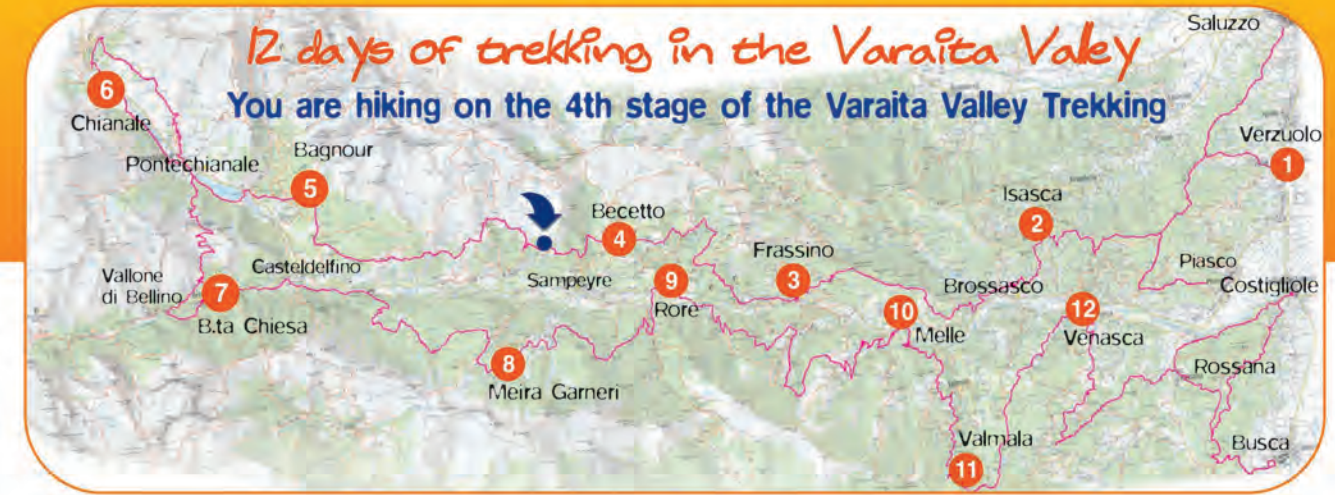 12 days of trekking in the Varaita Valley
You are hiking on the 4th stage of the Varaita Valley Trekking
Saluzzo
6
Chianale
Verzuolo
1
Pontechianale
Bagnour
5
Isasca
2
Becetto
4
Frassino
3
Piasco
Vallone
di Bellino
Casteldelfino
Sampeyre
9
Rore
Brossasco
Costigliole
7
B.ta Chiesa
10
Melle
12
Venasca
8
Meira Garneri
Rossana
Valmala
11
Busca